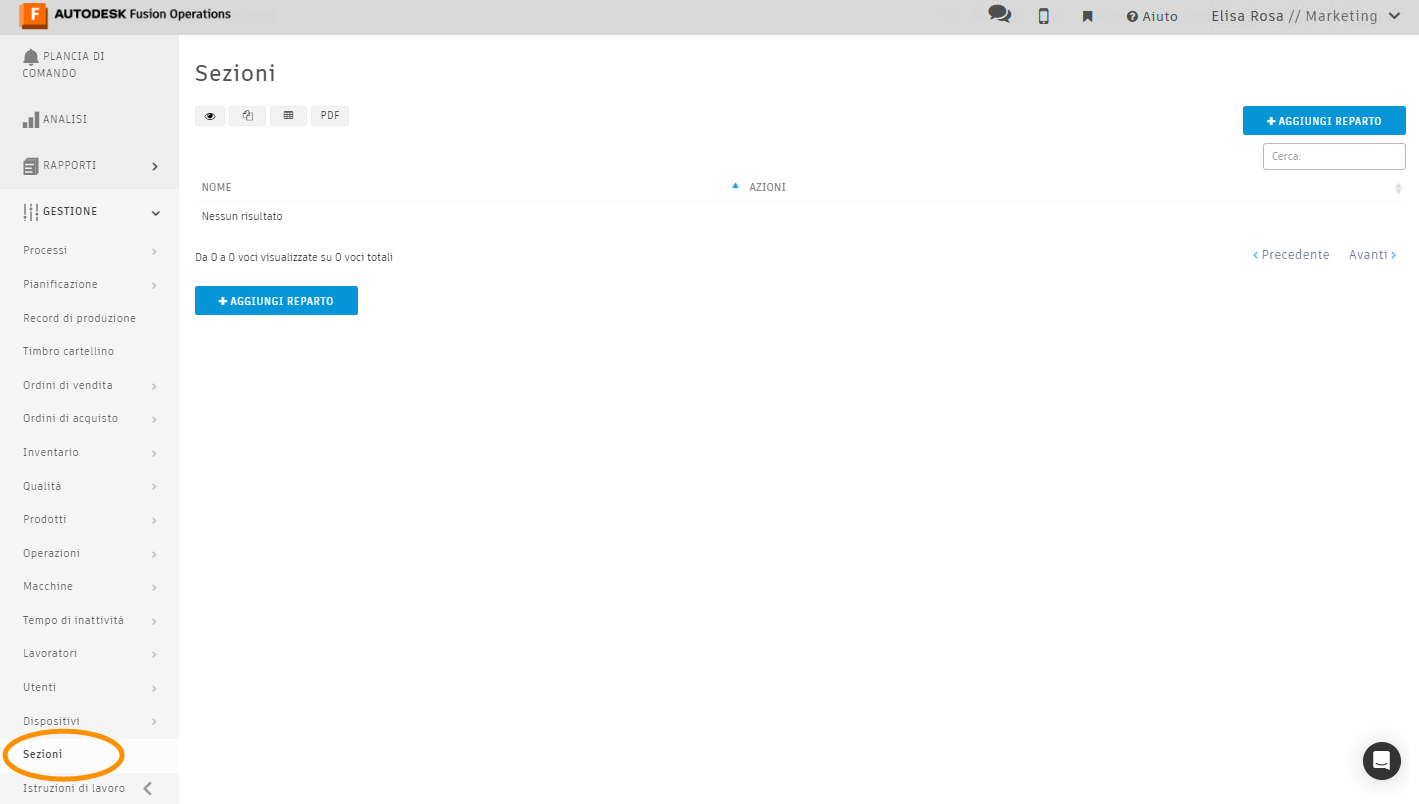 F AUTODESK Fusion Operations
Aiuto
Elisa Rosa // Marketing
PLANCIA DI
COMANDO
ANALISI
RAPPORTI
GESTIONE
Processi
Pianificazione
Record di produzione
Timbro cartellino
Ordini di vendita
Ordini di acquisto
Inventario
Qualità
Prodotti
Operazioni
Macchine
Tempo di inattività
Lavoratori
Utenti
Dispositivi
Sezioni
Istruzioni di lavoro
Sezioni
PDF
+ AGGIUNGI REPARTO
Cerca:
NOME AZIONI
Nessun risultato
Da 0 a 0 voci visualizzate su 0 voci totali
‹ Precedente Avanti ›
+ AGGIUNGI REPARTO